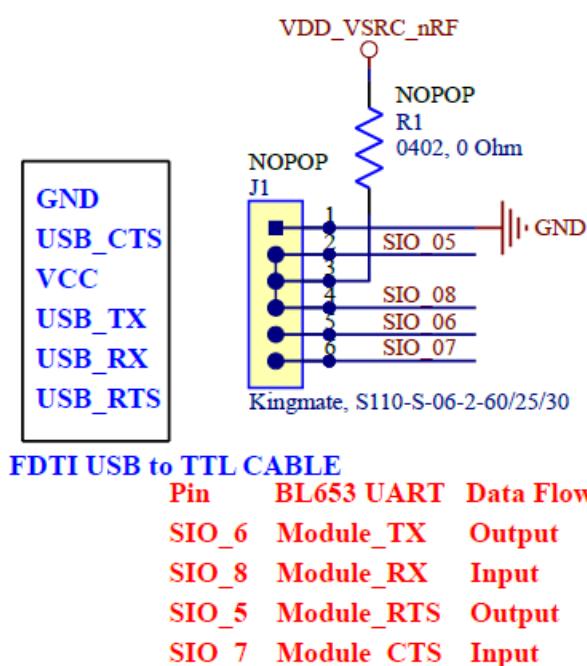 VDD_VSRC_nRF
NOPOP
R1
0402, 0 Ohm
NOPOP
J1
GND
USB_CTS
VCC
USB_TX
USB_RX
USB_RTS
1
2 SIO_05
3
4 SIO_08
5 SIO_06
6 SIO_07
GND
Kingmate, S110-S-06-2-60/25/30
FDTI USB to TTL CABLE
Pin BL653 UART Data Flow
SIO_6 Module_TX Output
SIO_8 Module_RX Input
SIO_5 Module_RTS Output
SIO_7 Module_CTS Input